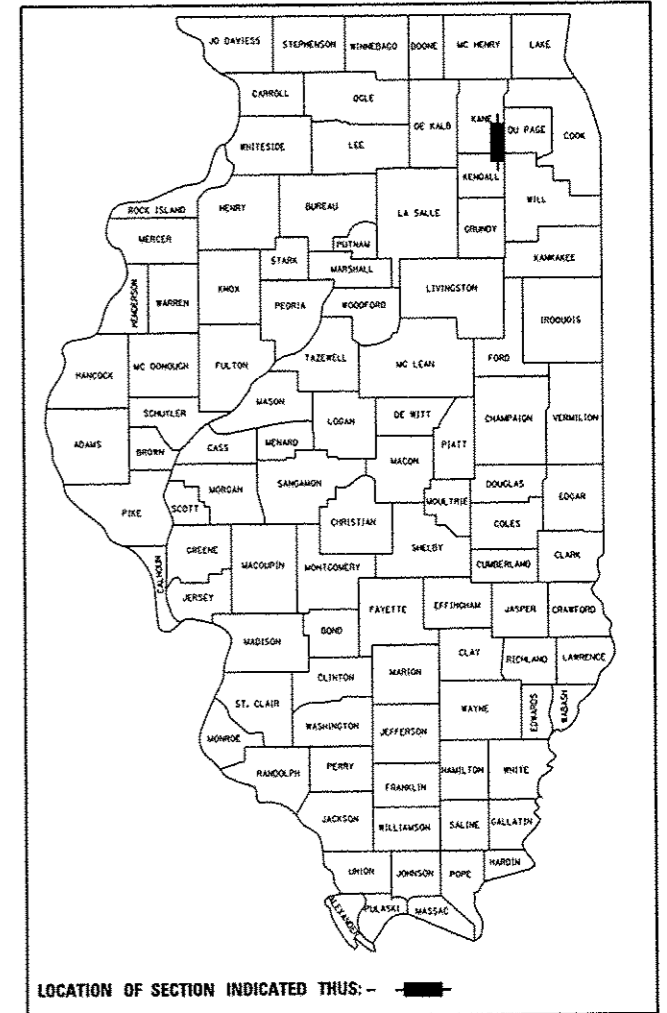 JO DAVIESS STEPHENSON WINNEBAGO BOONE MC HENRY LAKE
CARROLL OGLE DE KALB KANE DU PAGE COOK
WHITESIDE LEE KENDALL WILL
ROCK ISLAND HENRY BUREAU LA SALLE GRUNDY
MERCER PUTNAM KANKAKEE
STARK MARSHALL
HENDERSON WARREN KNOX PEORIA WOODFORD LIVINGSTON IROQUOIS
HANCOCK MC DONOUGH FULTON TAZEWELL MC LEAN FORD
SCHUYLER MASON LOGAN DE WITT CHAMPAIGN VERMILION
ADAMS BROWN CASS MENARD MACON PIATT
PIKE SCOTT MORGAN SANGAMON MOULTRIE DOUGLAS EDGAR
CHRISTIAN COLES
CALHOUN GREENE MACOUPIN MONTGOMERY SHELBY CUMBERLAND CLARK
JERSEY FAYETTE EFFINGHAM JASPER CRAWFORD
MADISON BOND
CLAY RICHLAND LAWRENCE
CLINTON MARION
ST. CLAIR WAYNE EDWARDS WABASH
MONROE WASHINGTON JEFFERSON
RANDOLPH PERRY HAMILTON WHITE
FRANKLIN
JACKSON WILLIAMSON SALINE GALLATIN
UNION JOHNSON POPE HARDIN
ALEXANDER PULASKI MASSAC
LOCATION OF SECTION INDICATED THUS: -